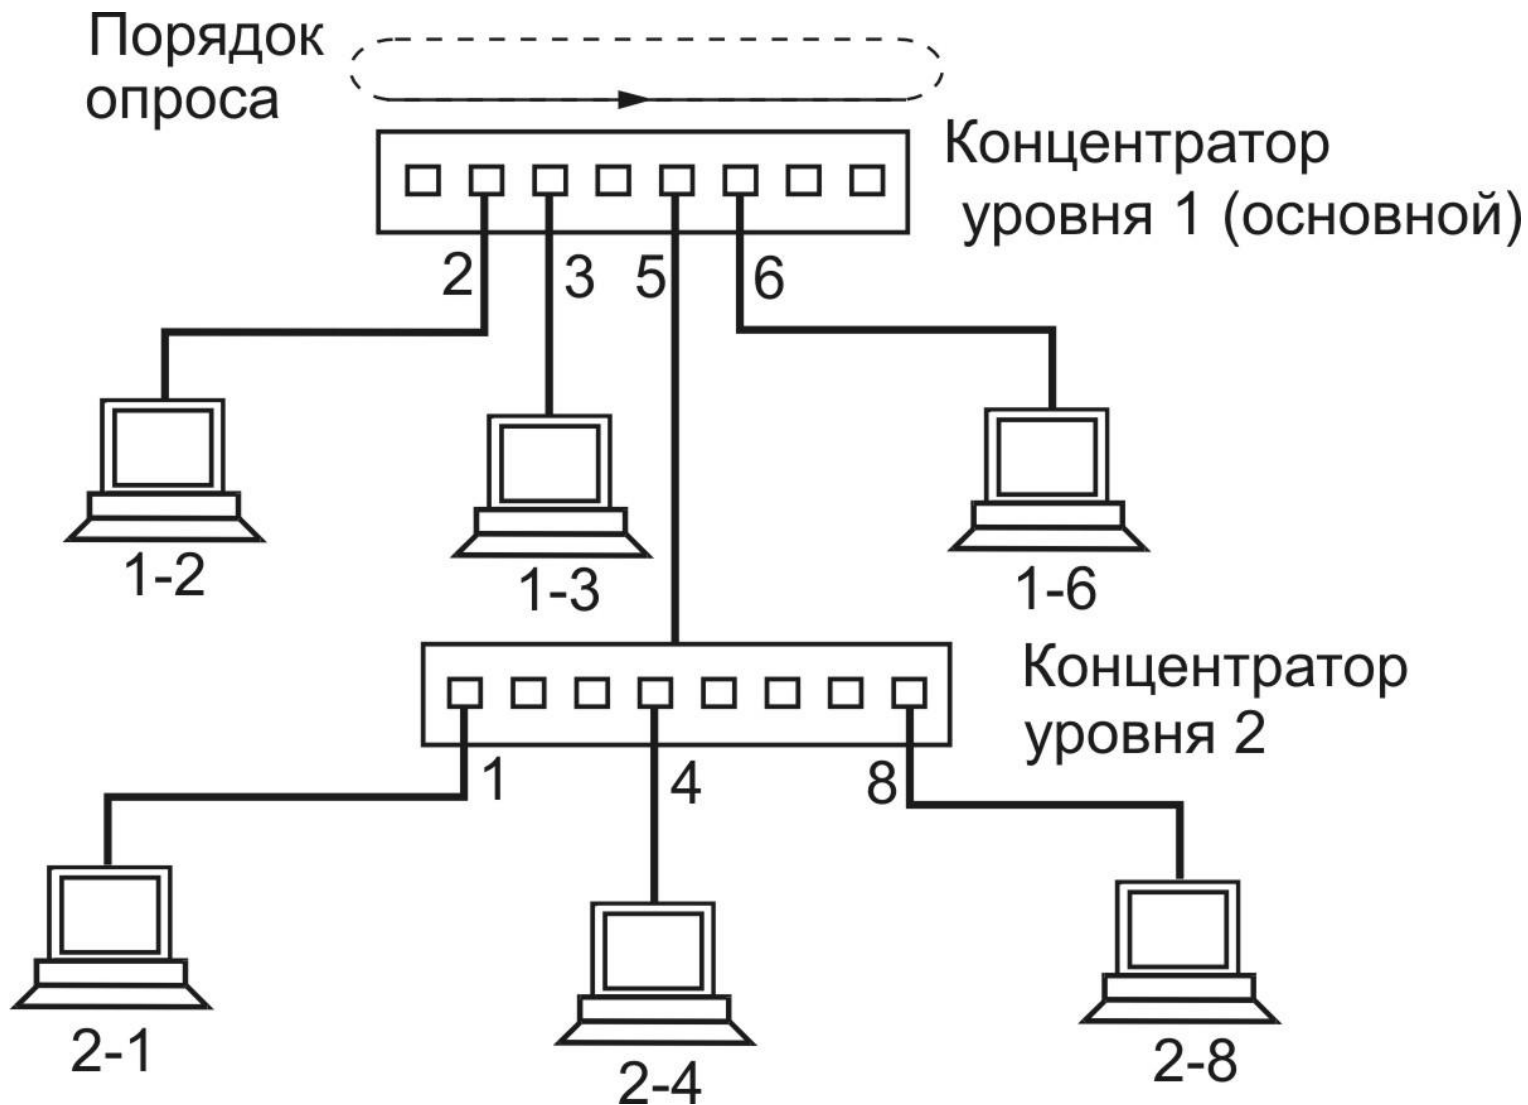 Порядок
опроса
Концентратор
уровня 1 (основной)
2
3
5
6
1-2
1-3
1-6
Концентратор
уровня 2
1
4
8
2-1
2-4
2-8